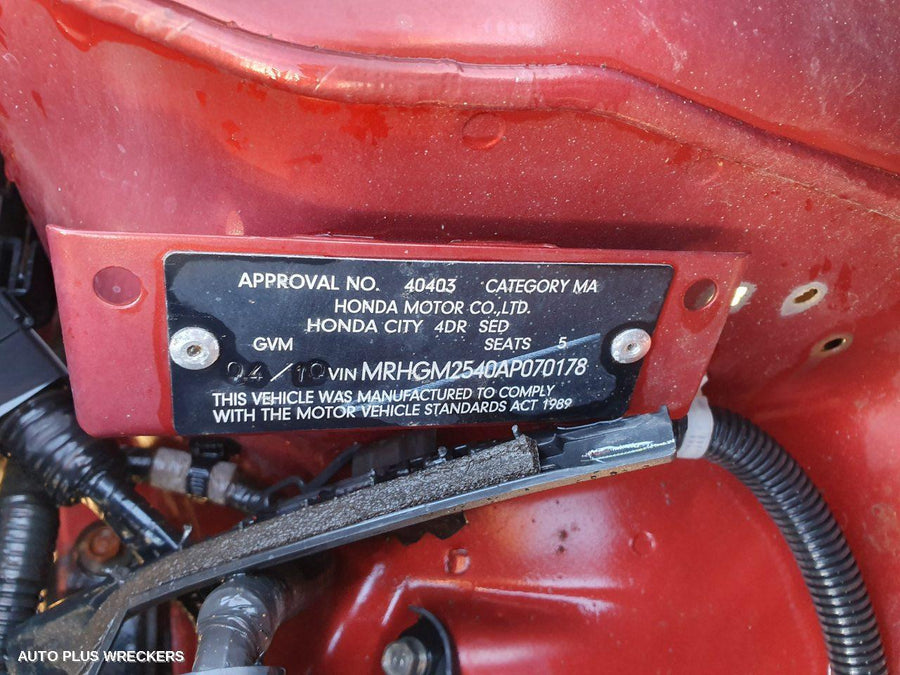 APPROVAL NO. 40403 CATEGORY MA
HONDA MOTOR CO.,LTD.
HONDA CITY 4DR SED
GVM SEATS 5
04/10 VIN MRHGM2540AP070178
THIS VEHICLE WAS MANUFACTURED TO COMPLY
WITH THE MOTOR VEHICLE STANDARDS ACT 1989
AUTO PLUS WRECKERS